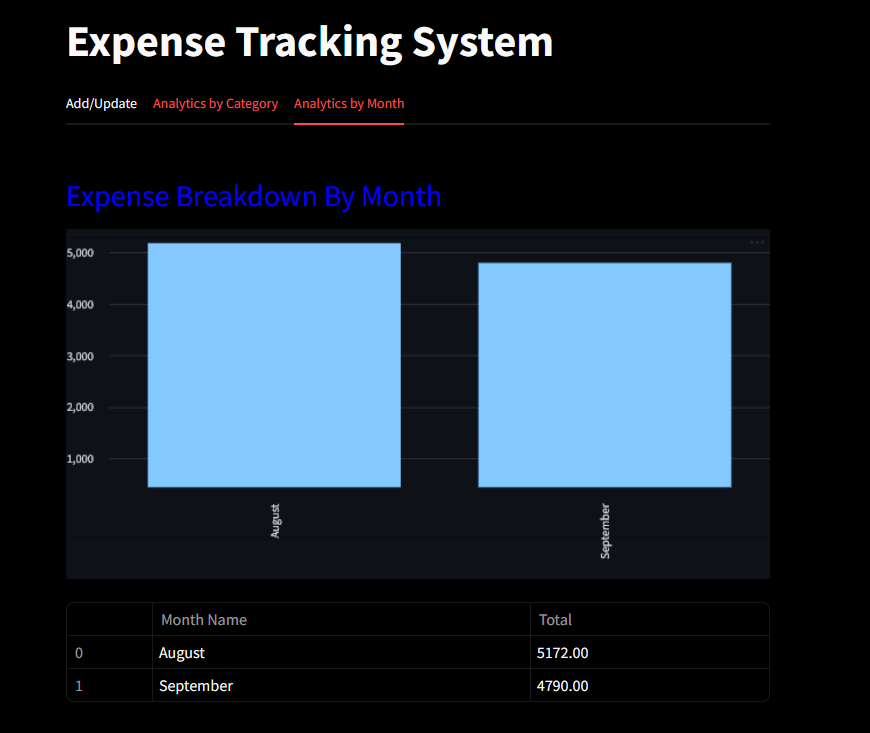 Expense Tracking System
Add/Update Analytics by Category Analytics by Month
Expense Breakdown By Month
5,000
4,000
3,000
2,000
1,000
August September
Month Name Total
0 August 5172.00
1 September 4790.00